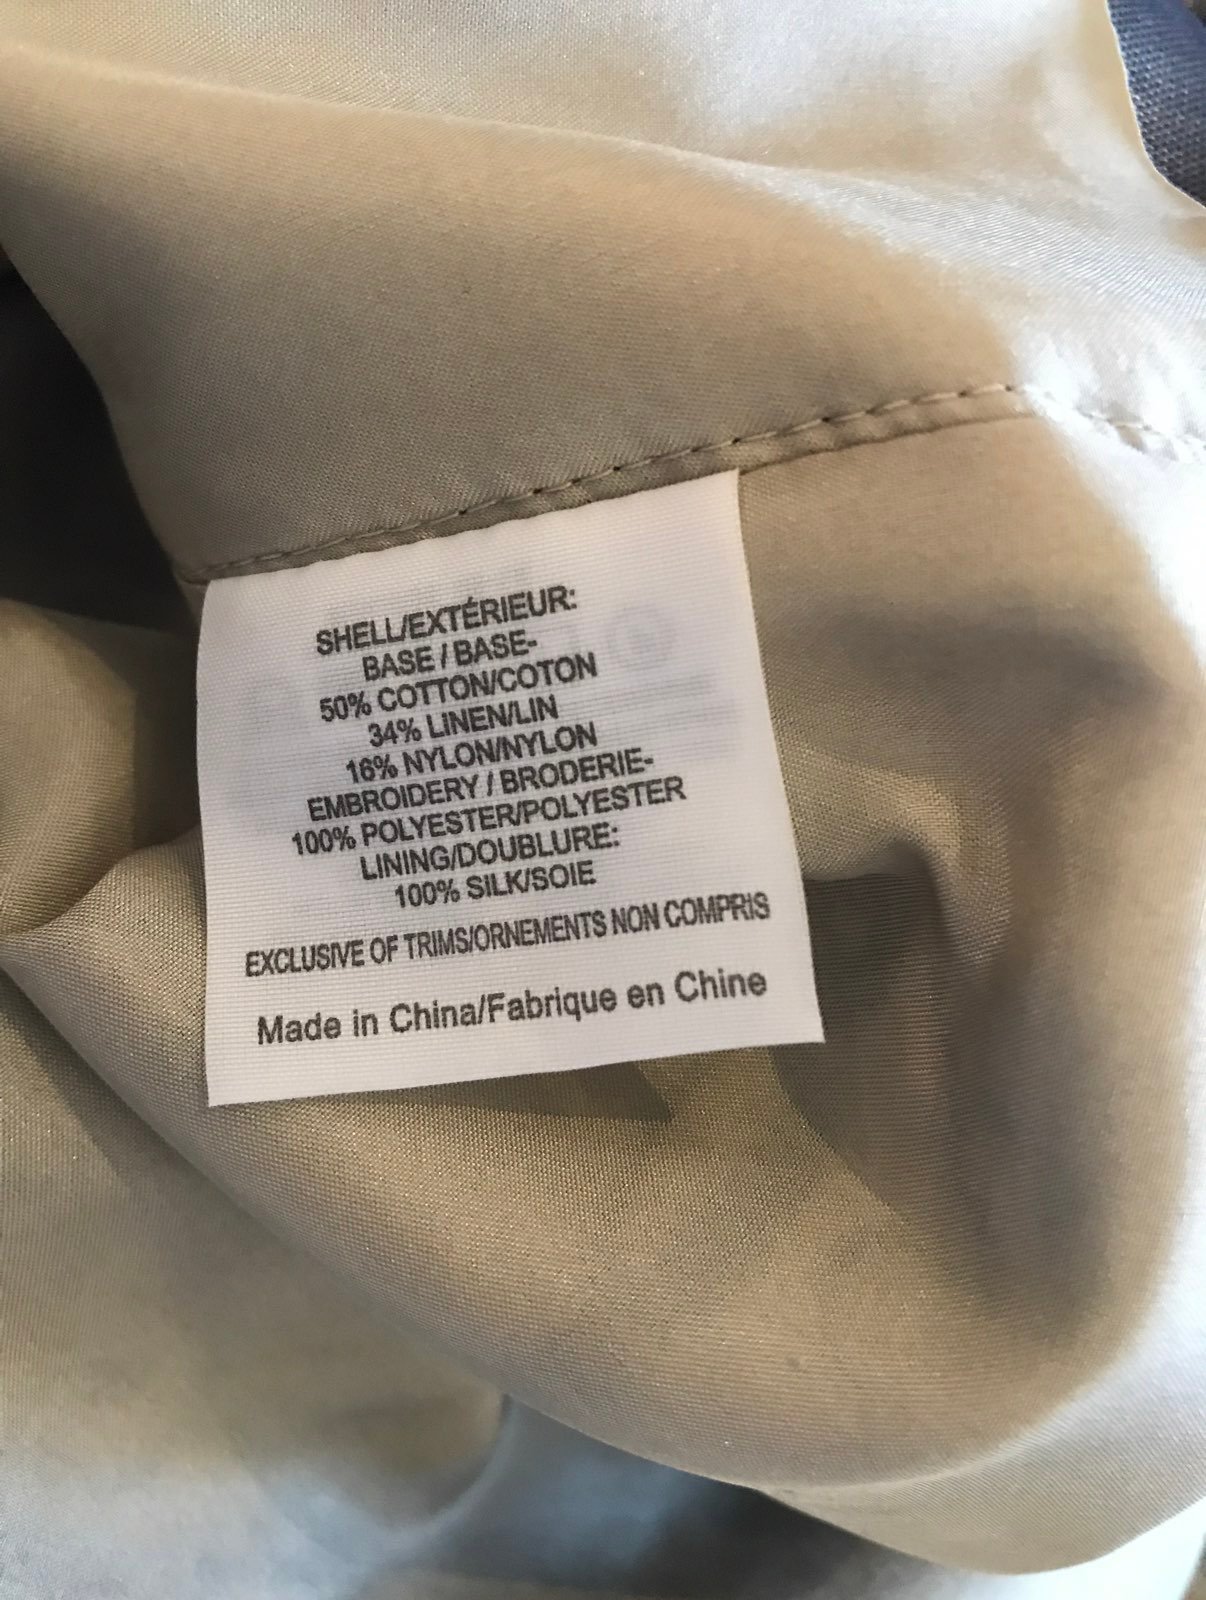 SHELL/EXTÉRIEUR:
BASE / BASE-
50% COTTON/COTON
34% LINEN/LIN
16% NYLON/NYLON
EMBROIDERY / BRODERIE-
100% POLYESTER/POLYESTER
LINING/DOUBLURE:
100% SILK/SOIE
EXCLUSIVE OF TRIMS/ORNEMENTS NON COMPRIS
Made in China/Fabrique en Chine